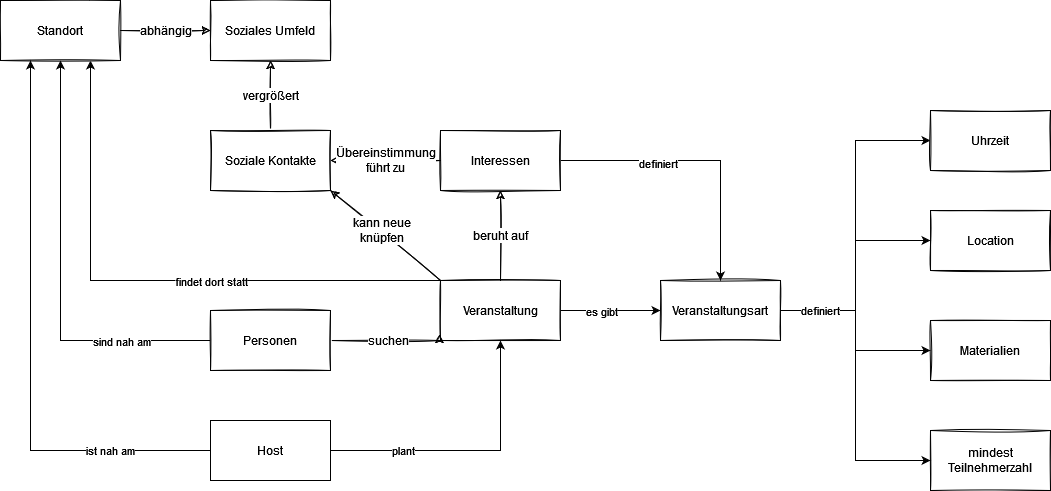 Standort
abhängig
Soziales Umfeld
vergrößert
Uhrzeit
Soziale Kontakte
Übereinstimmung
führt zu
Interessen
definiert
kann neue
knüpfen
beruht auf
Location
findet dort statt
Veranstaltung
es gibt
Veranstaltungsart
definiert
Personen
sind nah am
suchen
Materialien
Host
ist nah am
plant
mindest
Teilnehmerzahl